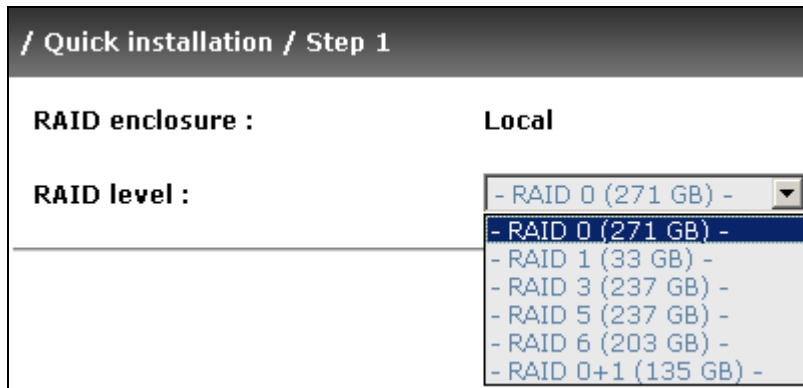 / Quick installation / Step 1
RAID enclosure : Local
RAID level : - RAID 0 (271 GB) -
- RAID 0 (271 GB) -
- RAID 1 (33 GB) -
- RAID 3 (237 GB) -
- RAID 5 (237 GB) -
- RAID 6 (203 GB) -
- RAID 0+1 (135 GB) -